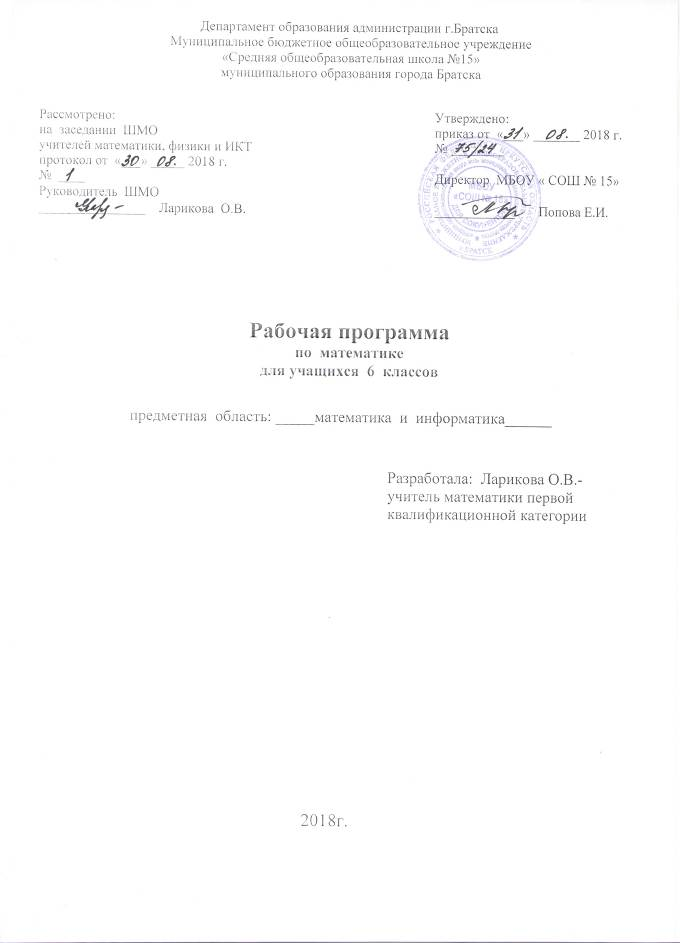 Департамент образования администрации г.Братска
Муниципальное бюджетное общеобразовательное учреждение
«Средняя общеобразовательная школа №15»
муниципального образования города Братска
Рассмотрено:
на заседании ШМО
учителей математики, физики и ИКТ
протокол от «30» 08. 2018 г.
№ 1
Руководитель ШМО
Ларикова О.В.
Утверждено:
приказ от «31» 08. 2018 г.
№ 75/24
Директор МБОУ « СОШ № 15»
Попова Е.И.
Рабочая программа
по математике
для учащихся 6 классов
предметная область: _____математика и информатика______
Разработала: Ларикова О.В.-
учитель математики первой
квалификационной категории
2018г.